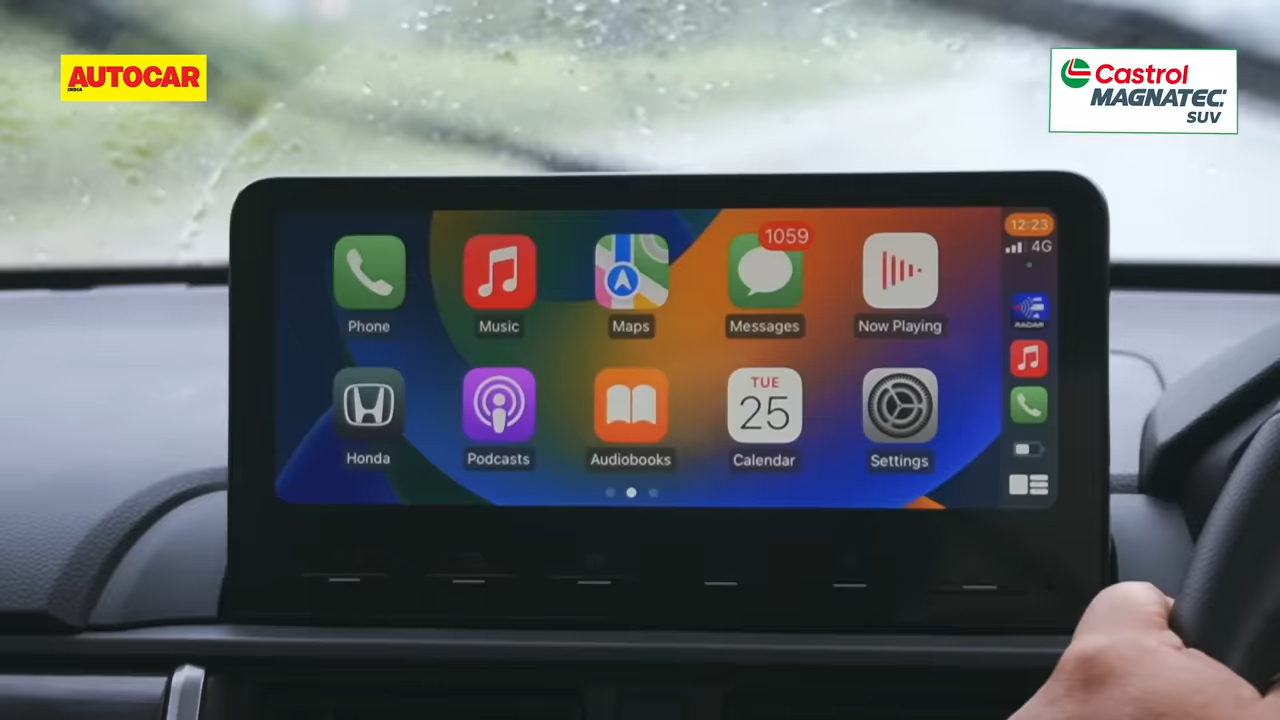 AUTOCAR
INDIA
Castrol
MAGNATEC
SUV
1059
12:23
4G
Phone
Music
Maps
Messages
Now Playing
RADAR
TUE
25
Honda
Podcasts
Audiobooks
Calendar
Settings